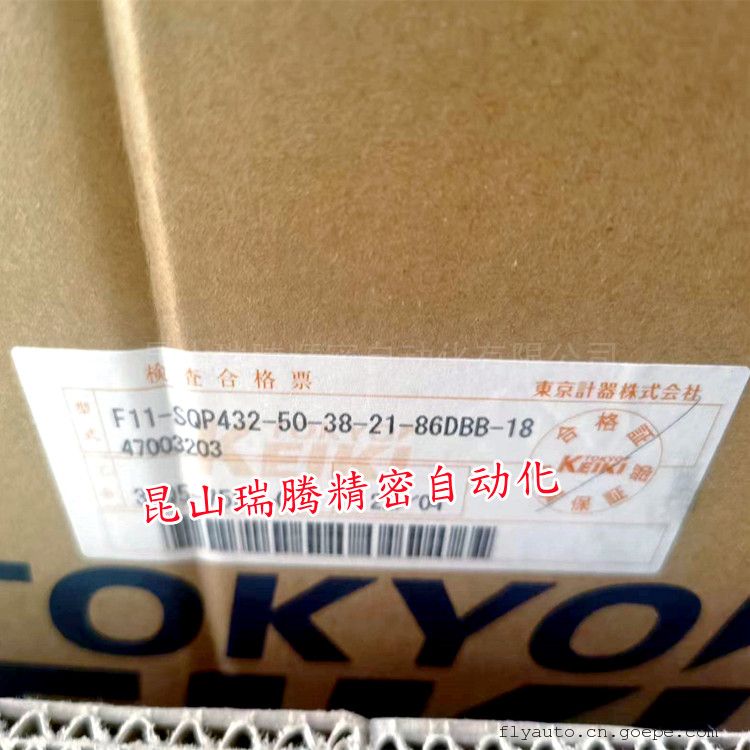 検査合格票
東京計器株式会社
型式
F11-SQP432-50-38-21-86DBB-18
47003203
KEIKI
合格
TOKYO
KEIKI
保証
昆山瑞腾精密自动化
TOKYO
flyauto.cn.goepe.com